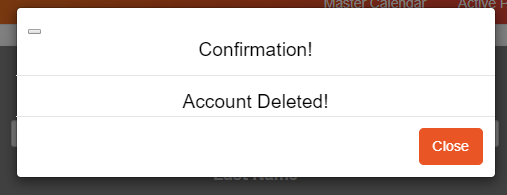 Master Calendar Active P
Confirmation!
Account Deleted!
Close
Last Name